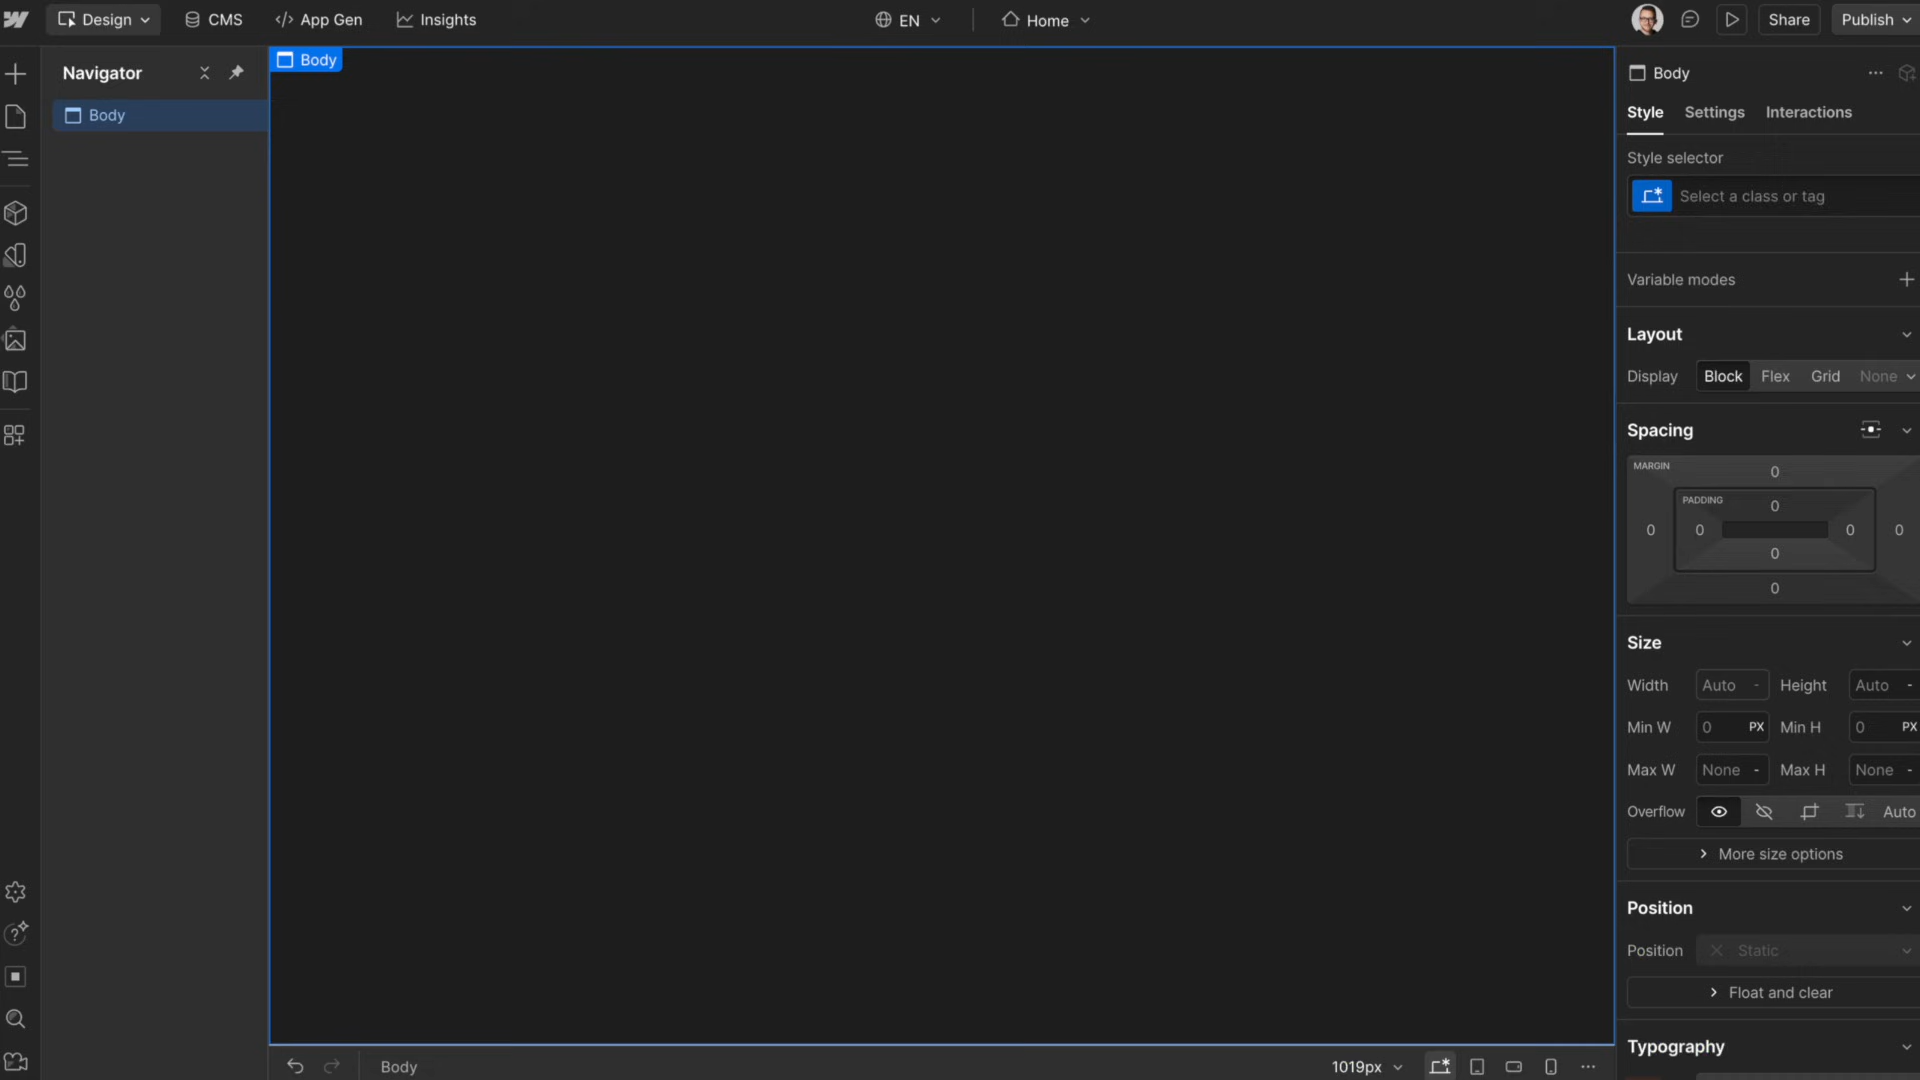 Design
CMS
App Gen
Insights
EN
Home
Share
Publish
Navigator
Body
Body
Body
Style
Settings
Interactions
Style selector
Select a class or tag
Variable modes
Layout
Display
Block
Flex
Grid
None
Spacing
MARGIN
0
PADDING
0
0
0
0
0
0
0
Size
Width
Auto
-
Height
Auto
-
Min W
0
PX
Min H
0
PX
Max W
None
-
Max H
None
-
Overflow
Auto
More size options
Position
Position
Static
Float and clear
Typography
Body
1019px